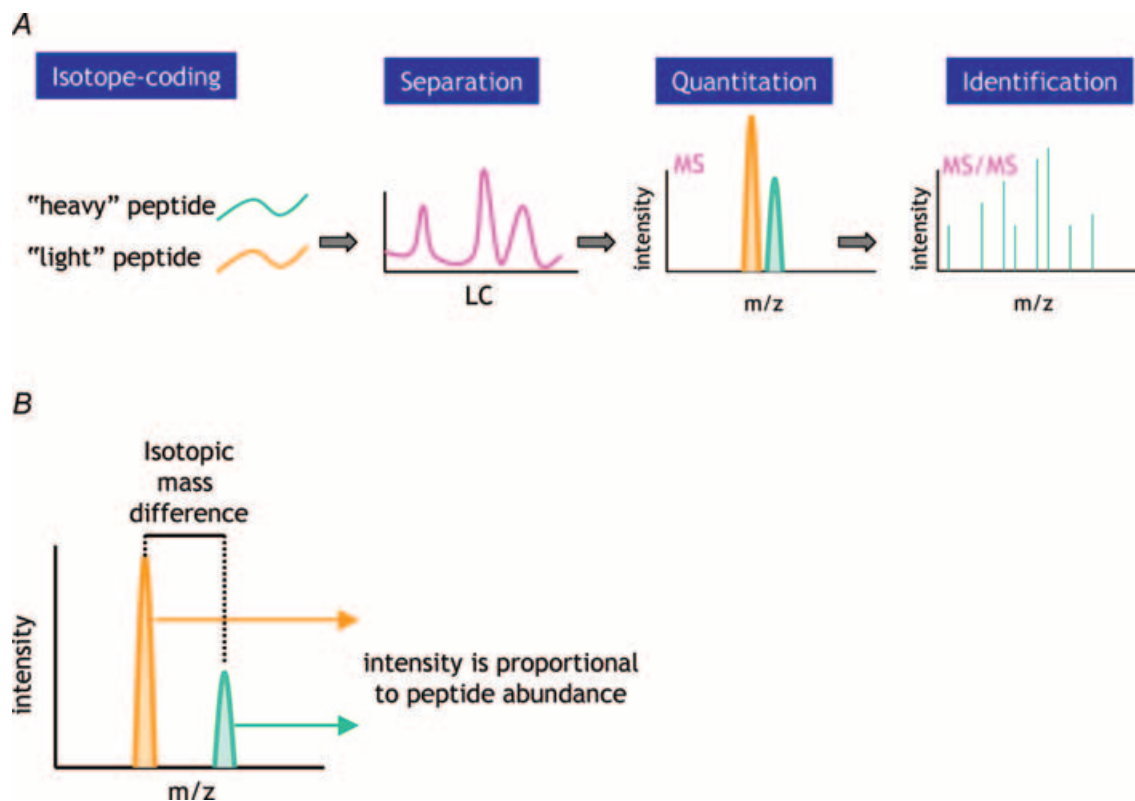 A
Isotope-coding
Separation
Quantitation
Identification
"heavy" peptide
"light" peptide
LC
MS
intensity
m/z
MS/MS
intensity
m/z
B
Isotopic
mass
difference
intensity
m/z
intensity is proportional
to peptide abundance